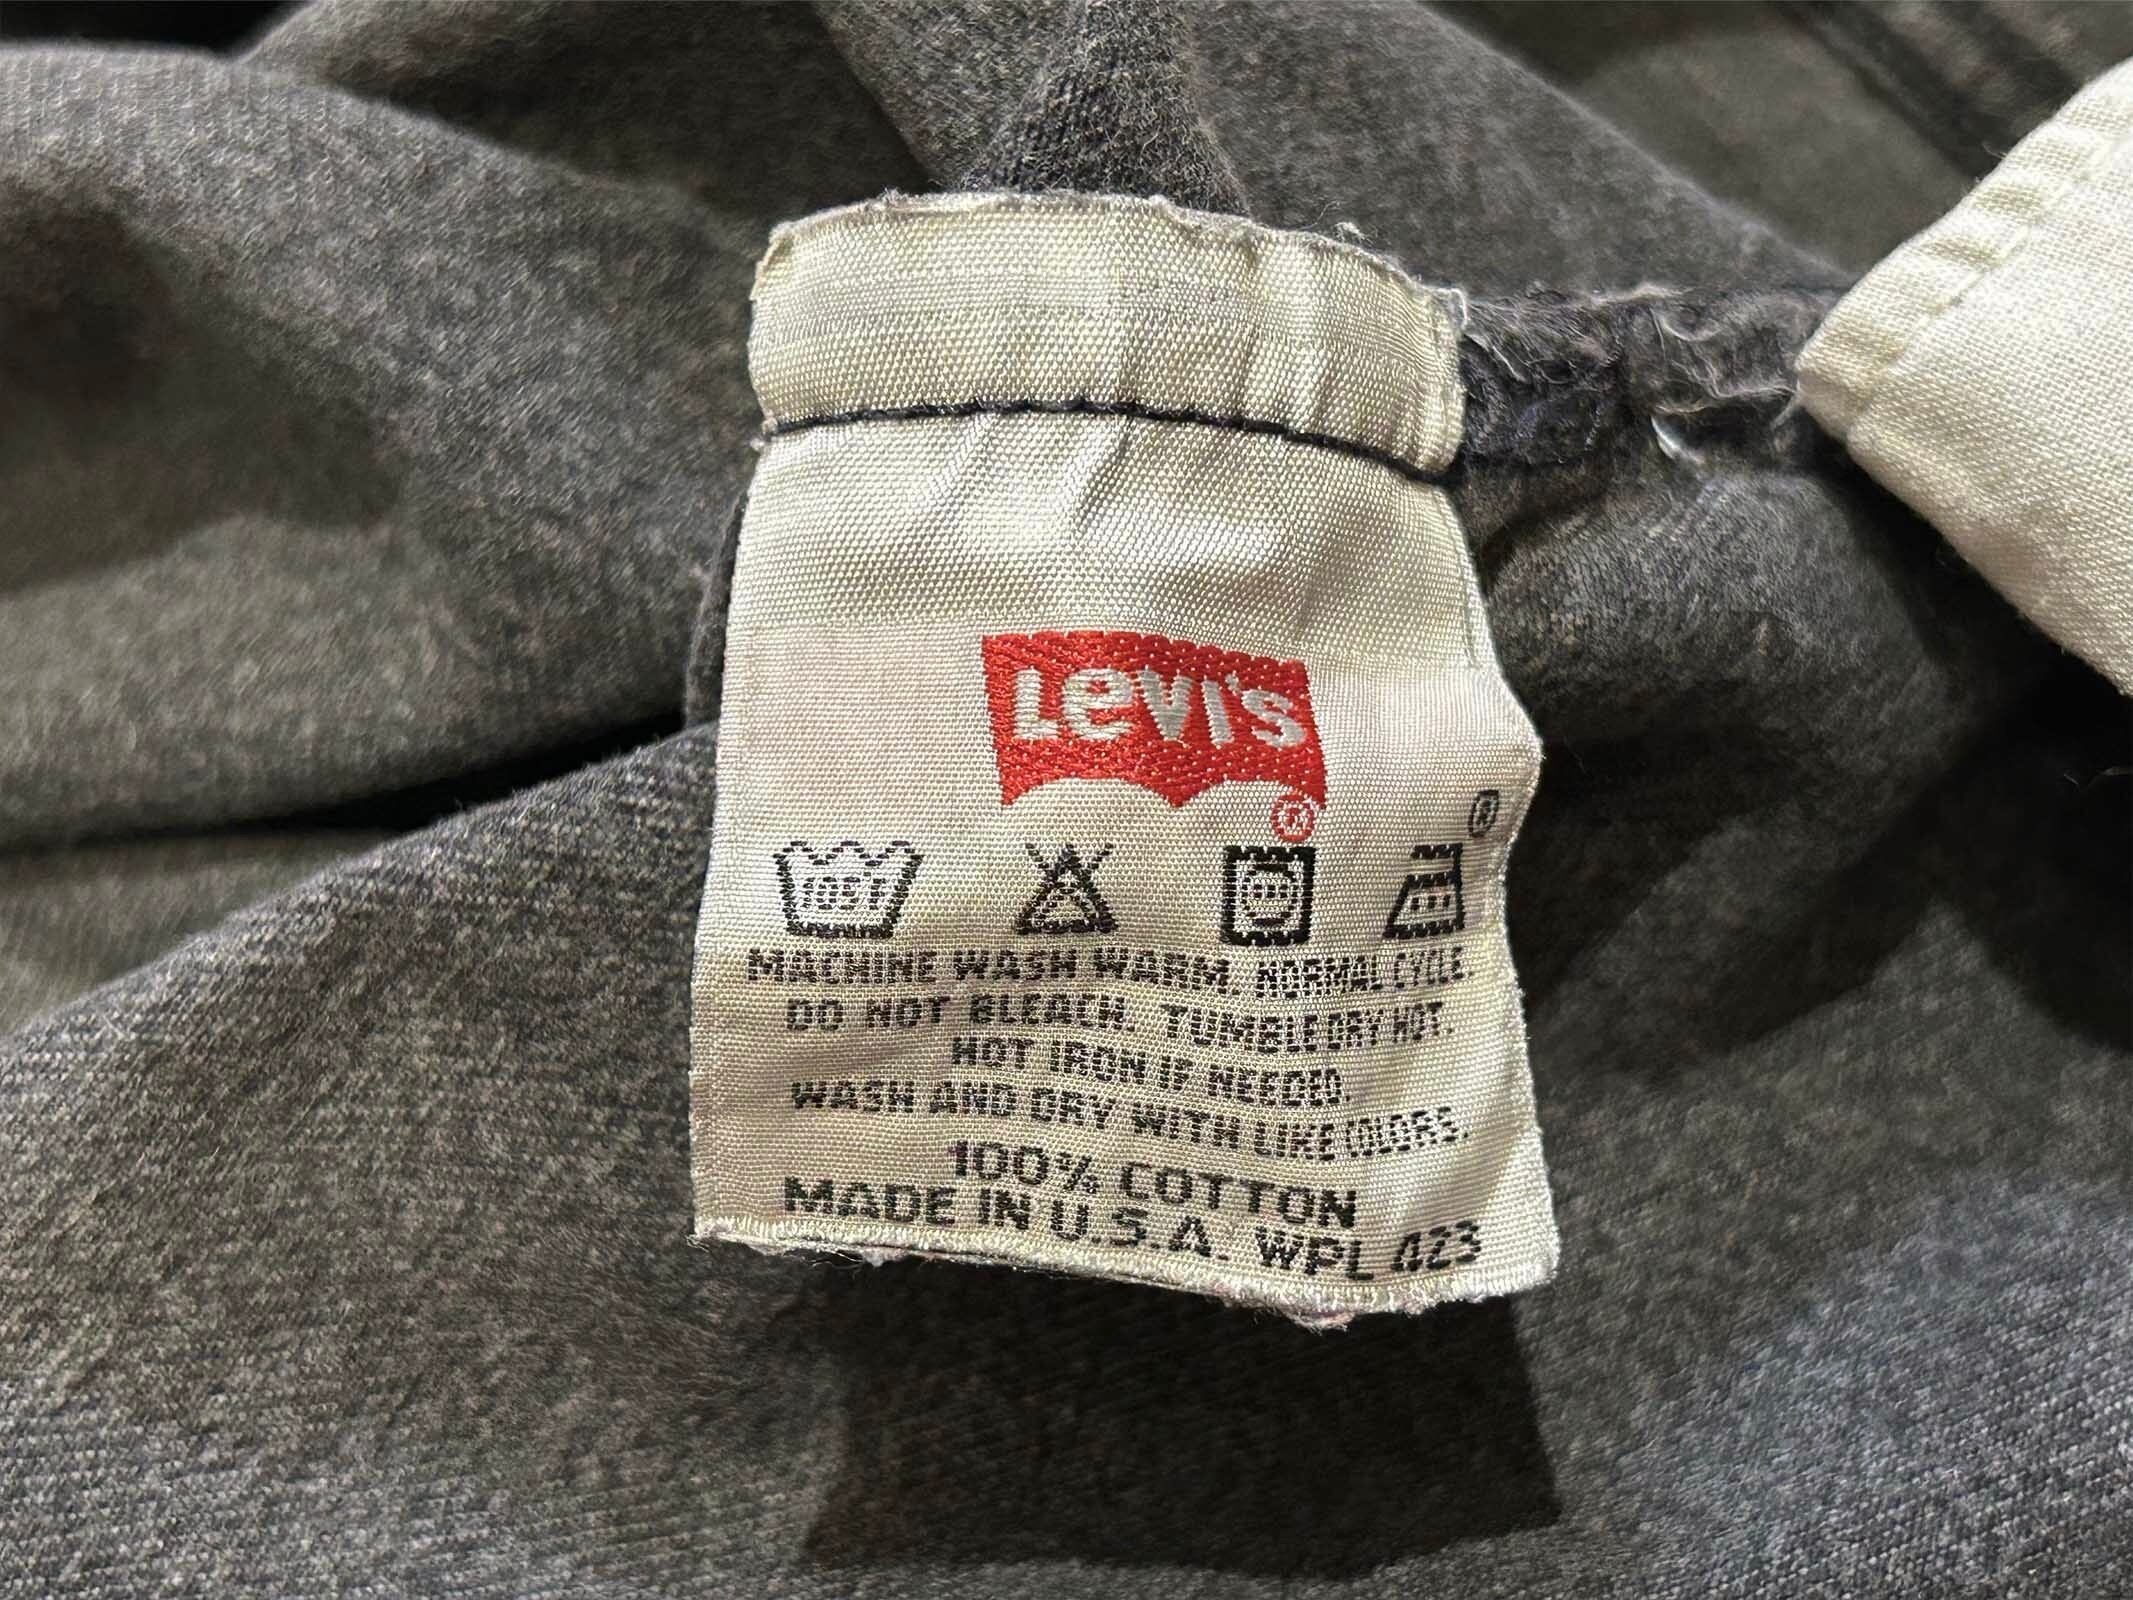 Levi's ®
®
105F
MACHINE WASH WARM. NORMAL CYCLE.
DO NOT BLEACH. TUMBLE DRY HOT.
HOT IRON IF NEEDED.
WASH AND DRY WITH LIKE COLORS.
100% COTTON
MADE IN U.S.A. WPL 423